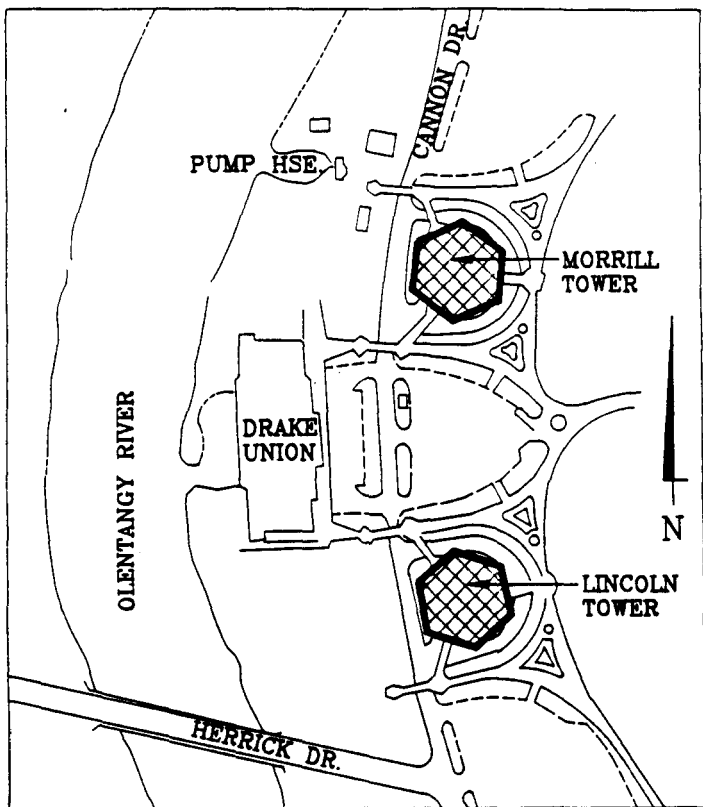 CANNON DR.
PUMP HSE.
MORRILL
TOWER
DRAKE
UNION
OLENTANGY RIVER
N
LINCOLN
TOWER
HERRICK DR.